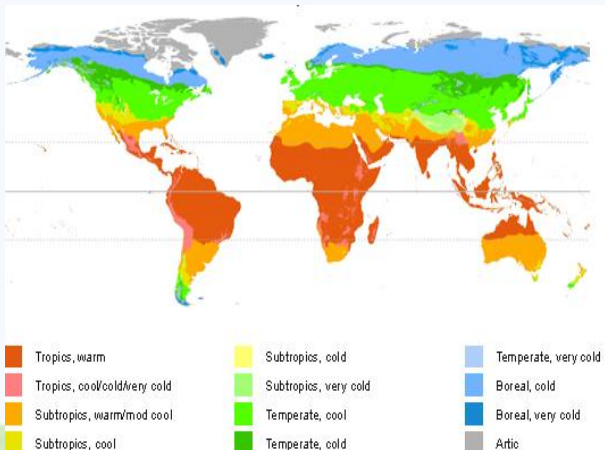 Tropics, warm
Tropics, cool/cold/very cold
Subtropics, warm/mod cool
Subtropics, cool
Subtropics, cold
Subtropics, very cold
Temperate, cool
Temperate, cold
Temperate, very cold
Boreal, cold
Boreal, very cold
Artic